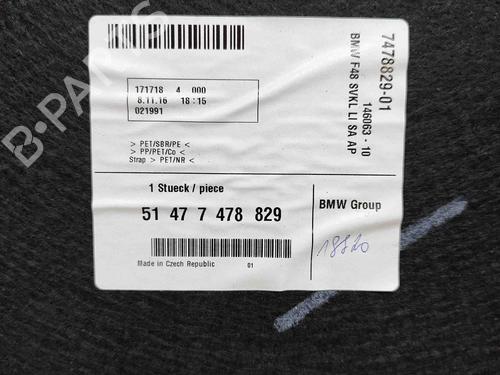 171718 4 000
8.11.16 18:15
021991
> PET/SBR/PE <
> PP/PET/Co <
Strap > PET/NR <
1 Stueck / piece
51 47 7 478 829
Made in Czech Republic 01
7478829-01
146063 - 10
BMW F48 SVKL LI SA AP
BMW Group
18820
B-PARTS